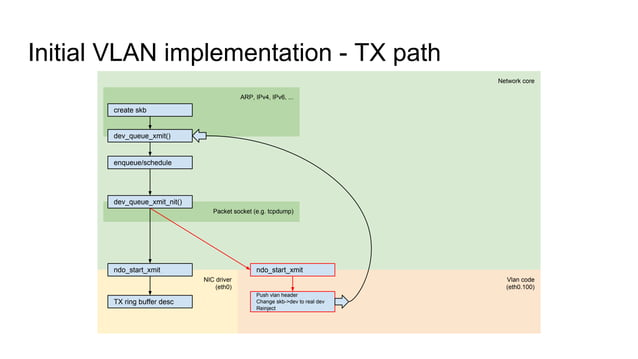 Initial VLAN implementation - TX path
Network core
ARP, IPv4, IPv6, ...
create skb
dev_queue_xmit()
enqueue/schedule
dev_queue_xmit_nit()
Packet socket (e.g. tcpdump)
ndo_start_xmit
ndo_start_xmit
NIC driver
(eth0)
Vlan code
(eth0.100)
TX ring buffer desc
Push vlan header
Change skb->dev to real dev
Reinject